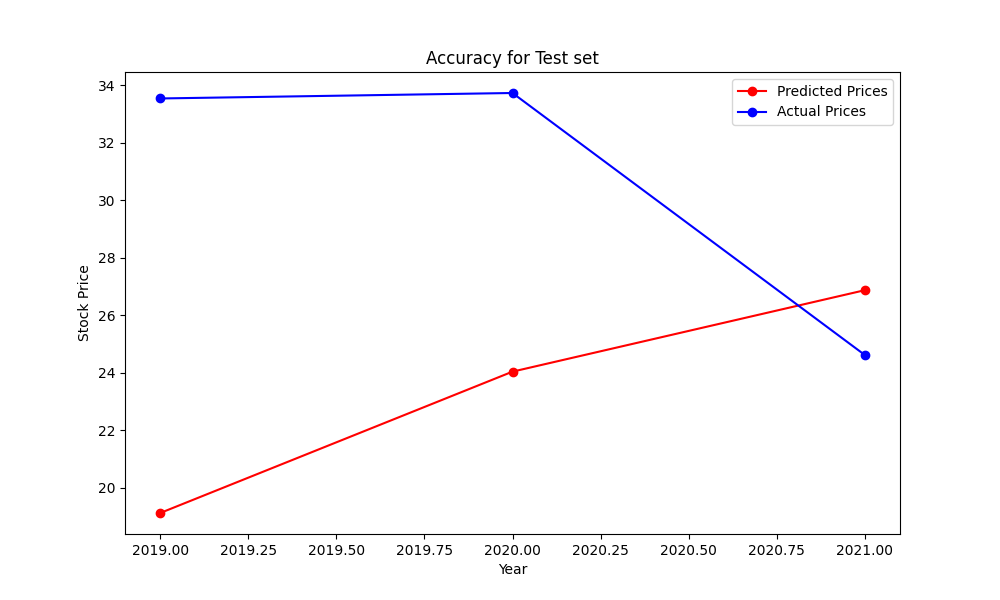 Accuracy for Test set
Predicted Prices
Actual Prices
34
32
30
28
26
24
22
20
Stock Price
2019.00 2019.25 2019.50 2019.75 2020.00 2020.25 2020.50 2020.75 2021.00
Year